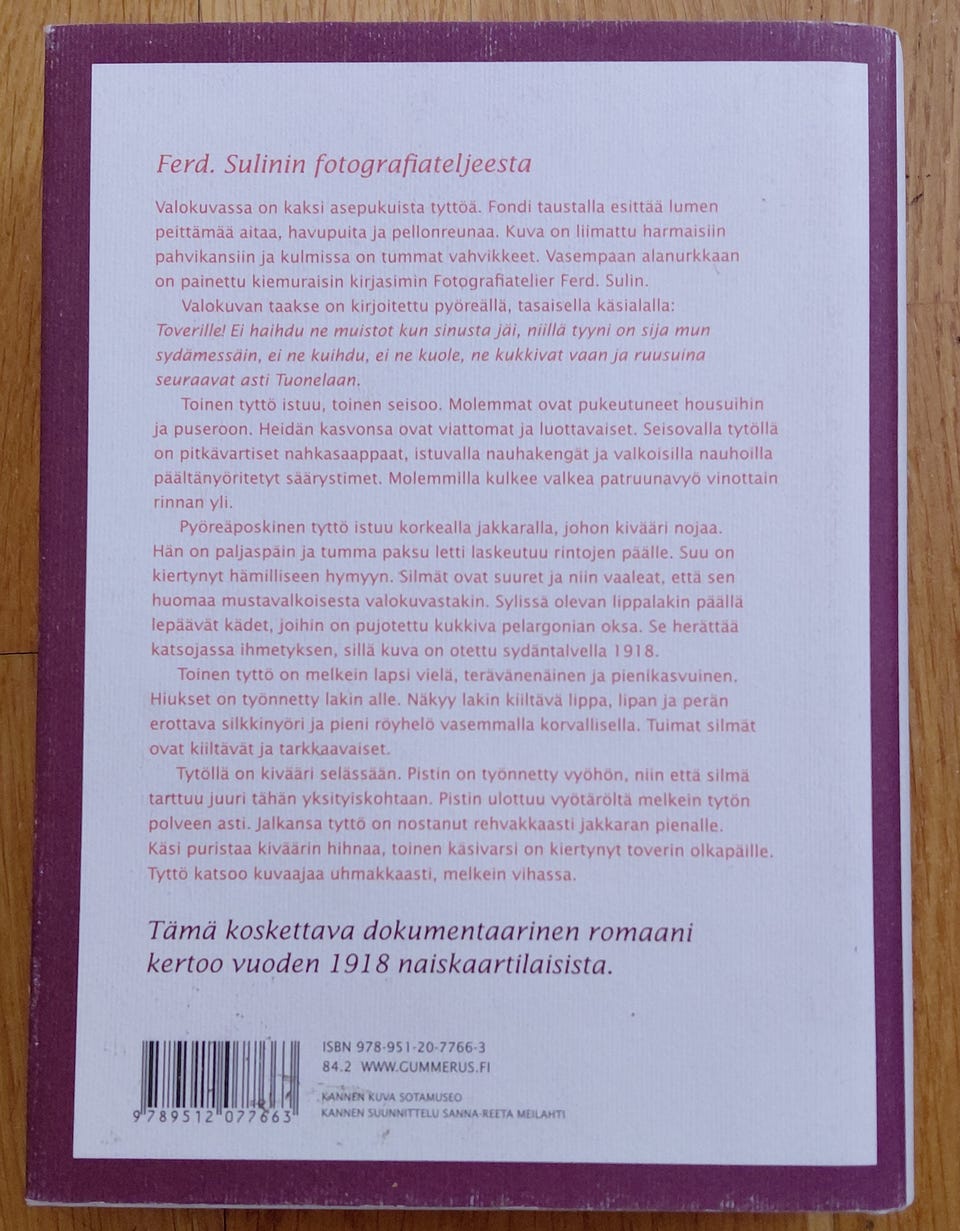 Ferd. Sulinin fotografiateljeesta
Valokuvassa on kaksi asepukuista tyttöä. Fondi taustalla esittää lumen
peittämää aitaa, havupuita ja pellonreunaa. Kuva on liimattu harmaisiin
pahvikansiin ja kulmissa on tummat vahvikkeet. Vasempaan alanurkkaan
on painettu kiemuraisin kirjasimin Fotografiatelier Ferd. Sulin.
Valokuvan taakse on kirjoitettu pyöreällä, tasaisella käsialalla:
Toverille! Ei haihdu ne muistot kun sinusta jäi, niillä tyyni on sija mun
sydämessäin, ei ne kuihdu, ei ne kuole, ne kukkivat vaan ja ruusuina
seuraavat asti Tuonelaan.
Toinen tyttö istuu, toinen seisoo. Molemmat ovat pukeutuneet housuihin
ja puseroon. Heidän kasvonsa ovat viattomat ja luottavaiset. Seisovalla tytöllä
on pitkävartiset nahkasaappaat, istuvalla nauhakengät ja valkoisilla nauhoilla
päältänyöritetyt säärystimet. Molemmilla kulkee valkea patruunavyö vinottain
rinnan yli.
Pyöreäposkinen tyttö istuu korkealla jakkaralla, johon kivääri nojaa.
Hän on paljaspäin ja tumma paksu letti laskeutuu rintojen päälle. Suu on
kiertynyt hämilliseen hymyyn. Silmät ovat suuret ja niin vaaleat, että sen
huomaa mustavalkoisesta valokuvastakin. Sylissä olevan lippalakin päällä
lepäävät kädet, joihin on pujotettu kukkiva pelargonian oksa. Se herättää
katsojassa ihmetyksen, sillä kuva on otettu sydäntalvella 1918.
Toinen tyttö on melkein lapsi vielä, terävänenäinen ja pienikasvuinen.
Hiukset on työnnetty lakin alle. Näkyy lakin kiiltävä lippa, lipan ja perän
erottava silkkinyöri ja pieni röyhelö vasemmalla korvallisella. Tuimat silmät
ovat kiiltävät ja tarkkaavaiset.
Tytöllä on kivääri selässään. Pistin on työnnetty vyöhön, niin että silmä
tarttuu juuri tähän yksityiskohtaan. Pistin ulottuu vyötäröltä melkein tytön
polveen asti. Jalkansa tyttö on nostanut rehvakkaasti jakkaran pienalle.
Käsi puristaa kiväärin hihnaa, toinen käsivarsi on kiertynyt toverin olkapäille.
Tyttö katsoo kuvaajaa uhmakkaasti, melkein vihassa.
Tämä koskettava dokumentaarinen romaani
kertoo vuoden 1918 naiskaartilaisista.
ISBN 978-951-20-7766-3
84.2 WWW.GUMMERUS.FI
KANNEN KUVA SOTAMUSEO
KANNEN SUUNNITTELU SANNA-REETA MEILAHTI
9 789512 077663